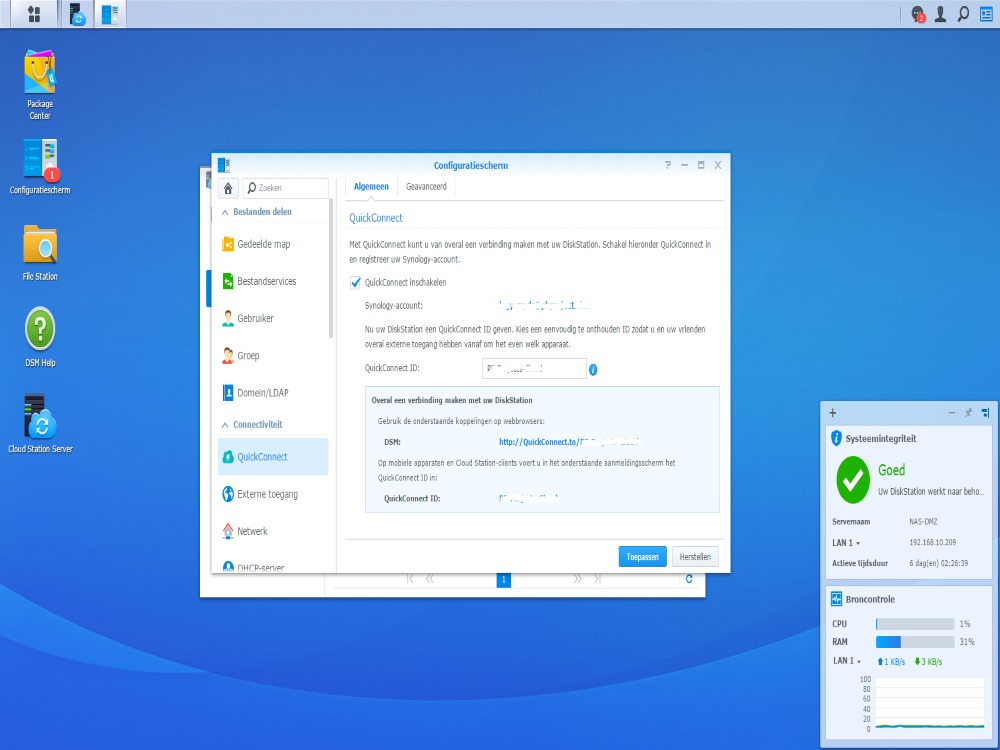 2
Package
Center
1
Configuratiescherm
File Station
DSM Help
Cloud Station Server
Configuratiescherm
Zoeken
Bestanden delen
Gedeelde map
Bestandservices
Gebruiker
Groep
Domein/LDAP
Connectiviteit
QuickConnect
Externe toegang
Netwerk
DHCP-server
Algemeen
Geavanceerd
QuickConnect
Met QuickConnect kunt u van overal een verbinding maken met uw DiskStation. Schakel hieronder QuickConnect in
en registreer uw Synology-account.
QuickConnect inschakelen
Synology-account:
Nu uw DiskStation een QuickConnect ID geven. Kies een eenvoudig te onthouden ID zodat u en uw vrienden
overal externe toegang hebben vanaf om het even welk apparaat.
QuickConnect ID:
Overal een verbinding maken met uw DiskStation
Gebruik de onderstaande koppelingen op webbrowsers:
DSM: http://QuickConnect.to/
Op mobiele apparaten en Cloud Station-clients voert u in het onderstaande aanmeldingsscherm het
QuickConnect ID in:
QuickConnect ID:
Toepassen
Herstellen
1
Systeemintegriteit
Goed
Uw DiskStation werkt naar beho...
Servernaam NAS-DMZ
LAN 1 192.168.10.209
Actieve tijdsduur 6 dag(en) 02:26:39
Broncontrole
CPU 1%
RAM 31%
LAN 1 1 KB/s 3 KB/s
100
80
60
40
20
0